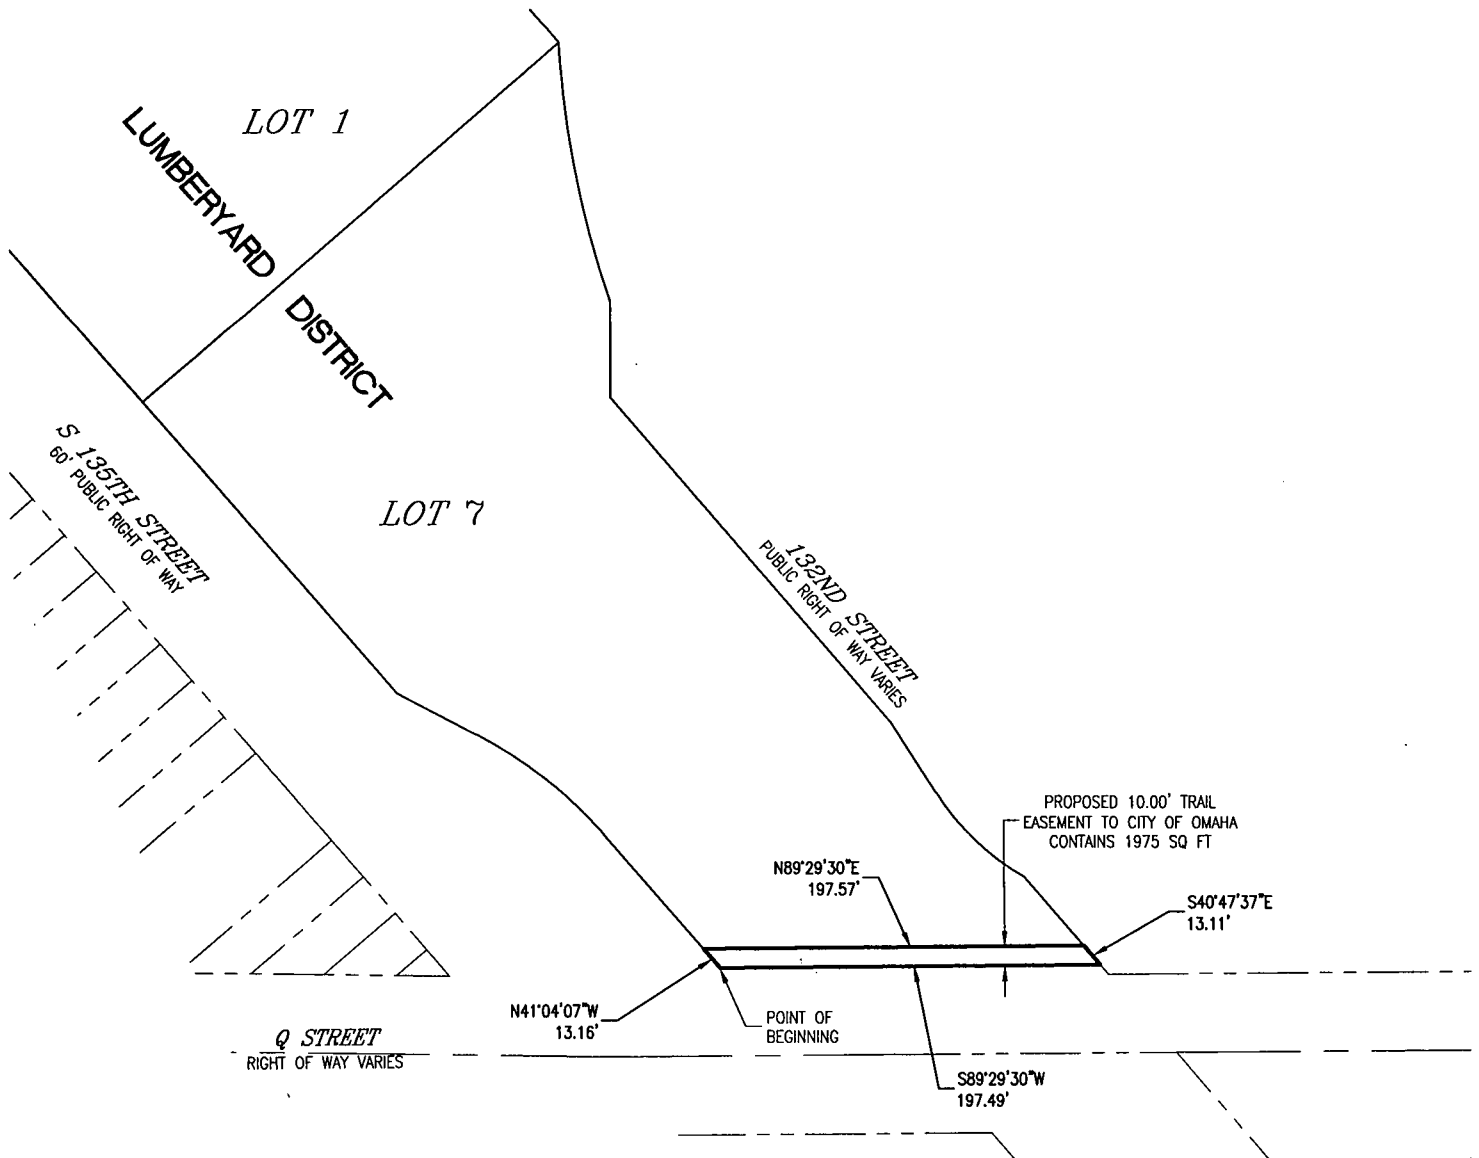 LOT 1
LUMBERYARD
DISTRICT
S 135TH STREET
60' PUBLIC RIGHT OF WAY
LOT 7
132ND STREET
PUBLIC RIGHT OF WAY VARIES
PROPOSED 10.00' TRAIL
EASEMENT TO CITY OF OMAHA
CONTAINS 1975 SQ FT
N89°29'30"E
197.57'
S40°47'37"E
13.11'
N41°04'07"W
13.16'
POINT OF
BEGINNING
Q STREET
RIGHT OF WAY VARIES
S89°29'30"W
197.49'